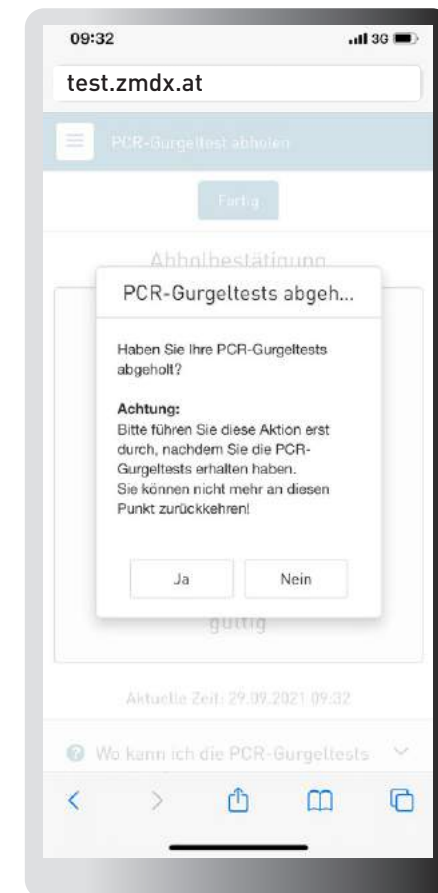 09:32
3G
test.zmdx.at
PCR-Gurgeltest abholen
Fertig
Abholbestätigung
PCR-Gurgeltests abgeh...
Haben Sie Ihre PCR-Gurgeltests
abgeholt?
Achtung:
Bitte führen Sie diese Aktion erst
durch, nachdem Sie die PCR-
Gurgeltests erhalten haben.
Sie können nicht mehr an diesen
Punkt zurückkehren!
Ja Nein
gültig
Aktuelle Zeit: 29.09.2021 09:32
Wo kann ich die PCR-Gurgeltests